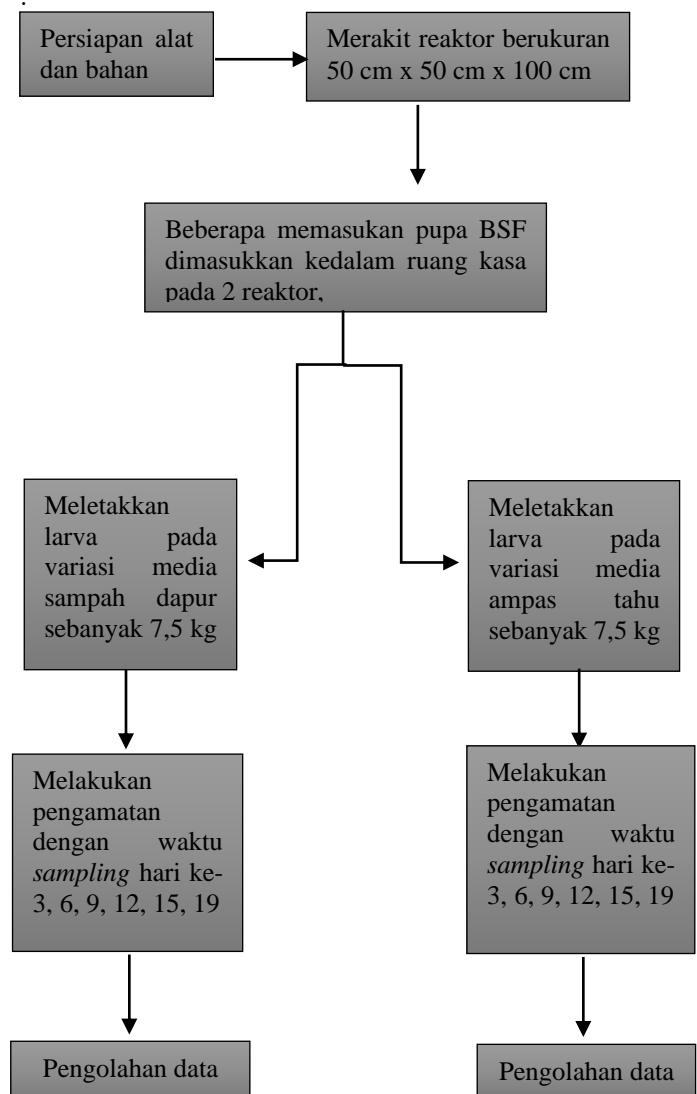 .
Persiapan alat
dan bahan
Merakit reaktor berukuran
50 cm x 50 cm x 100 cm
Beberapa memasukan pupa BSF
dimasukkan kedalam ruang kasa
pada 2 reaktor,
Meletakkan
larva pada
variasi media
sampah dapur
sebanyak 7,5 kg
Meletakkan
larva pada
variasi media
ampas tahu
sebanyak 7,5 kg
Melakukan
pengamatan
dengan waktu
sampling hari ke-
3, 6, 9, 12, 15, 19
Melakukan
pengamatan
dengan waktu
sampling hari ke-
3, 6, 9, 12, 15, 19
Pengolahan data
Pengolahan data